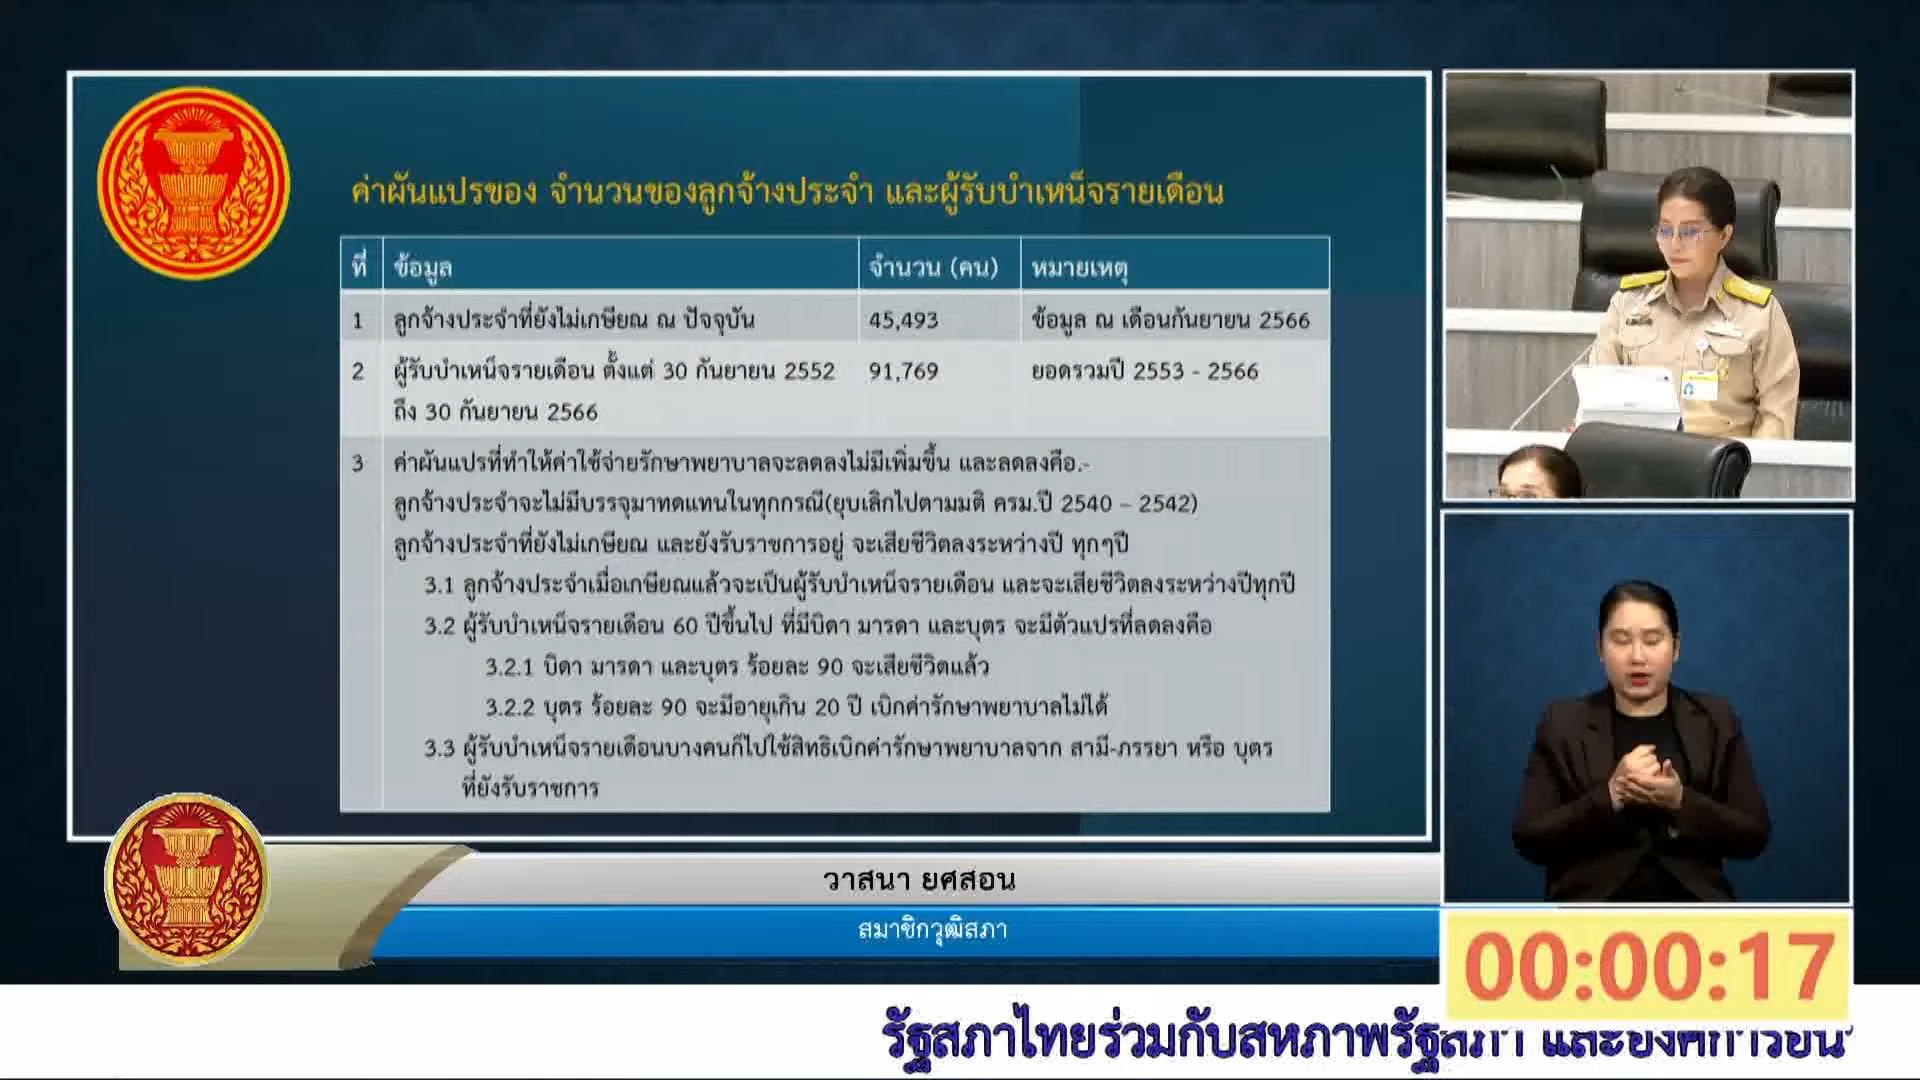 ค่าผันแปรของ จำนวนของลูกจ้างประจำ และผู้รับบำเหน็จรายเดือน
ที่ ข้อมูล จำนวน (คน) หมายเหตุ
1 ลูกจ้างประจำที่ยังไม่เกษียณ ณ ปัจจุบัน 45,493 ข้อมูล ณ เดือนกันยายน 2566
2 ผู้รับบำเหน็จรายเดือน ตั้งแต่ 30 กันยายน 2552 91,769 ยอดรวมปี 2553 - 2566
ถึง 30 กันยายน 2566
3 ค่าผันแปรที่ทำให้ค่าใช้จ่ายรักษาพยาบาลจะลดลงไม่มีเพิ่มขึ้น และลดลงคือ.-
ลูกจ้างประจำจะไม่มีบรรจุมาทดแทนในทุกกรณี(ยุบเลิกไปตามมติ ครม.ปี 2540 – 2542)
ลูกจ้างประจำที่ยังไม่เกษียณ และยังรับราชการอยู่ จะเสียชีวิตลงระหว่างปี ทุกๆปี
3.1 ลูกจ้างประจำเมื่อเกษียณแล้วจะเป็นผู้รับบำเหน็จรายเดือน และจะเสียชีวิตลงระหว่างปีทุกปี
3.2 ผู้รับบำเหน็จรายเดือน 60 ปีขึ้นไป ที่มีบิดา มารดา และบุตร จะมีตัวแปรที่ลดลงคือ
3.2.1 บิดา มารดา และบุตร ร้อยละ 90 จะเสียชีวิตแล้ว
3.2.2 บุตร ร้อยละ 90 จะมีอายุเกิน 20 ปี เบิกค่ารักษาพยาบาลไม่ได้
3.3 ผู้รับบำเหน็จรายเดือนบางคนก็ไปใช้สิทธิเบิกค่ารักษาพยาบาลจาก สามี-ภรรยา หรือ บุตร
ที่ยังรับราชการ
วาสนา ยศสอน
สมาชิกวุฒิสภา
00:00:17
รัฐสภาไทยร่วมกับสหภาพรัฐสภา และ